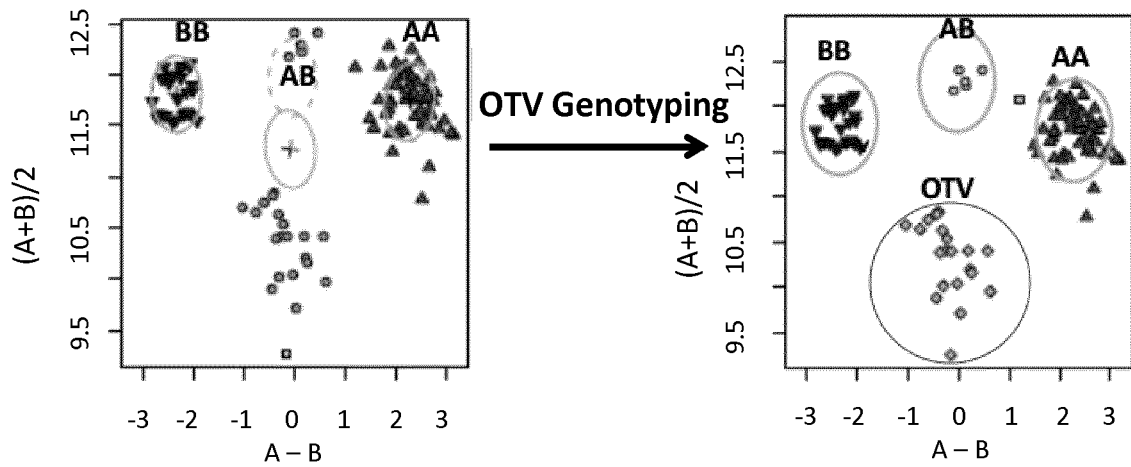 BB
AB
AA
12.5
11.5
10.5
9.5
(A+B)/2
-3 -2 -1 0 1 2 3
A – B
OTV Genotyping
BB
AB
AA
OTV
12.5
11.5
10.5
9.5
(A+B)/2
-3 -2 -1 0 1 2 3
A – B